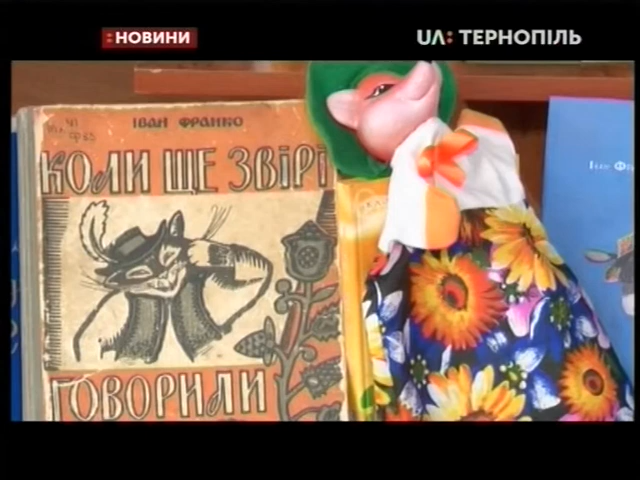 НОВИНИ
UA: ТЕРНОПІЛЬ
ІВАН ФРАНКО
КОЛИ ЩЕ ЗВІРІ
ГОВОРИЛИ